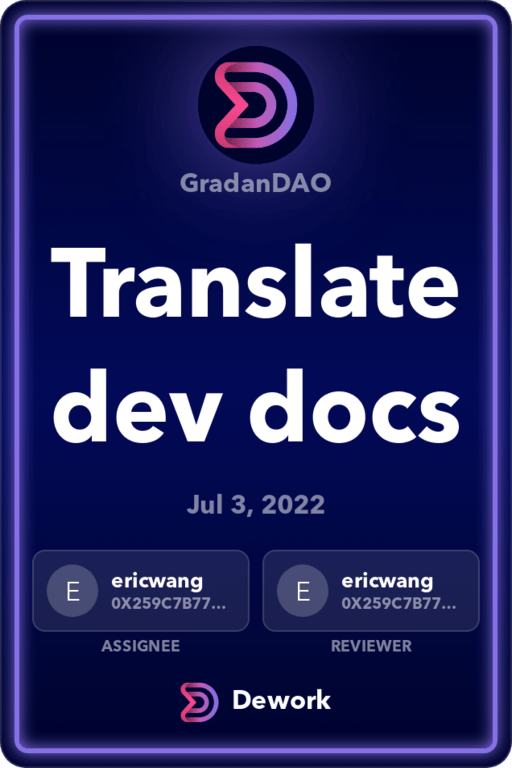 GradanDAO
Translate
dev docs
Jul 3, 2022
E
ericwang
0X259C7B77...
ASSIGNEE
E
ericwang
0X259C7B77...
REVIEWER
Dework